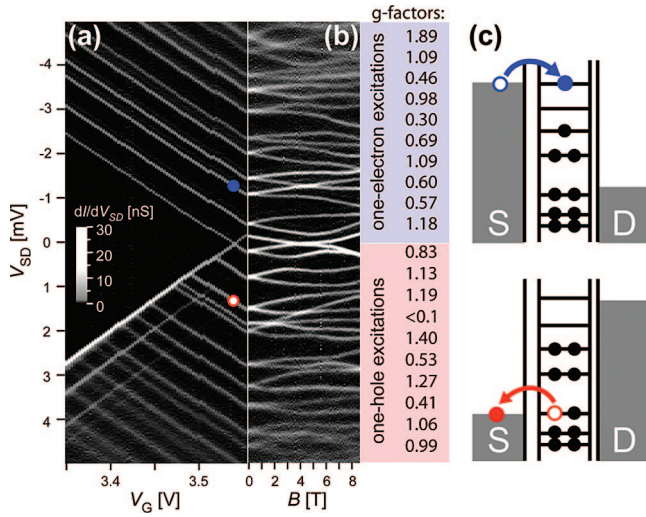 (a)
-4
-3
-2
-1
0
1
2
3
4
V_SD [mV]
dI/dV_SD [nS]
30
20
10
0
3.4
3.5
V_G [V]
(b)
0 2 4 6 8
B [T]
g-factors:
one-electron excitations
1.89
1.09
0.46
0.98
0.30
0.69
1.09
0.60
0.57
1.18
one-hole excitations
0.83
1.13
1.19
<0.1
1.40
0.53
1.27
0.41
1.06
0.99
(c)
S
D
S
D